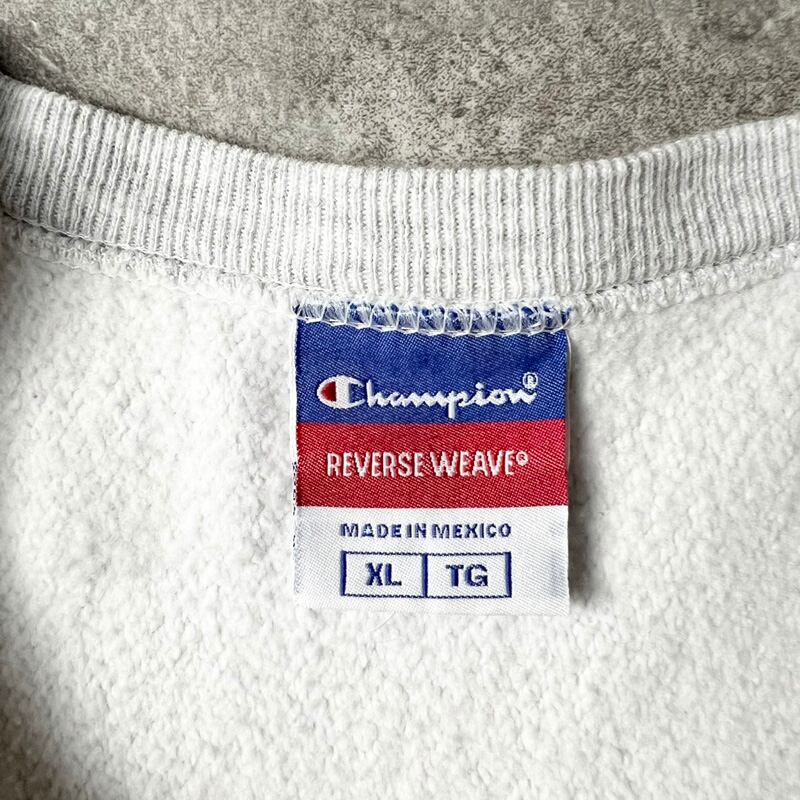 Champion®
REVERSE WEAVE®
MADE IN MEXICO
XL TG